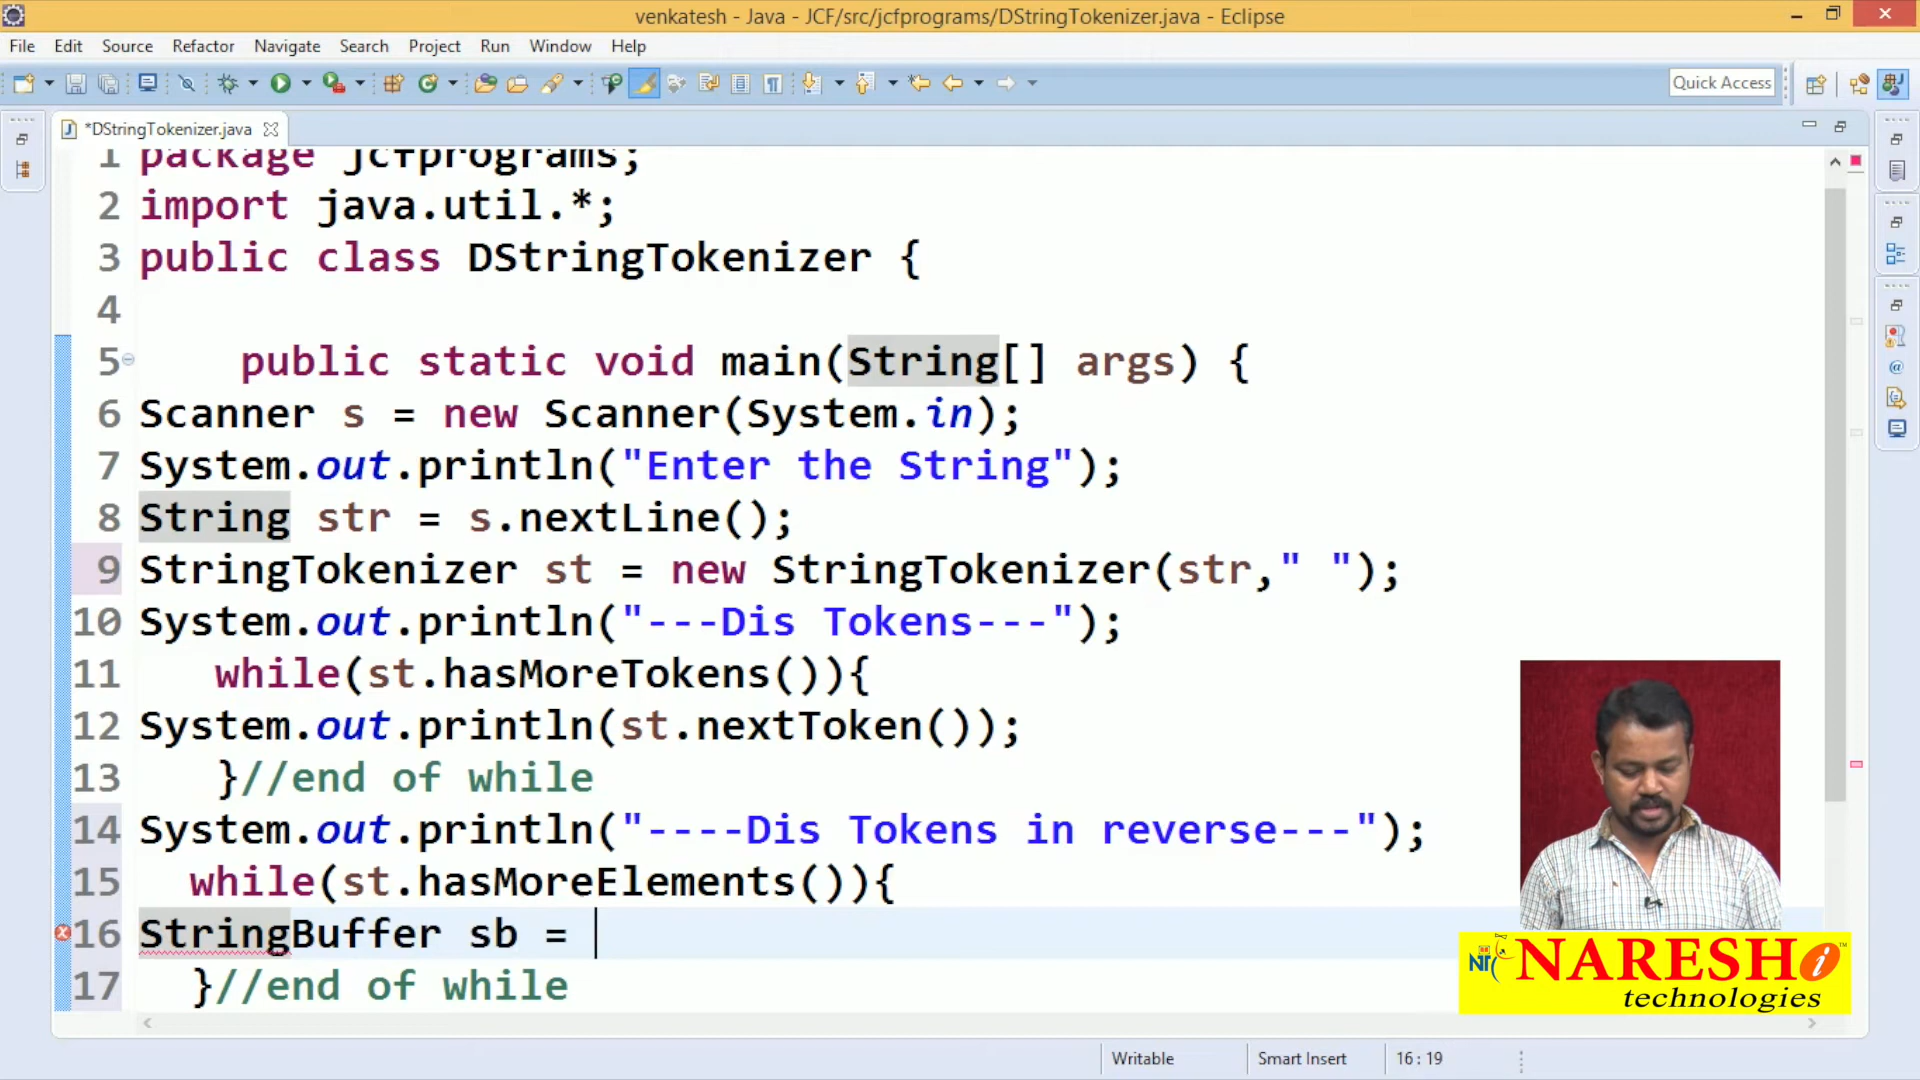 venkatesh - Java - JCF/src/jcfprograms/DStringTokenizer.java - Eclipse
File Edit Source Refactor Navigate Search Project Run Window Help
Quick Access
*DStringTokenizer.java
1 package jcfprograms;
2 import java.util.*;
3 public class DStringTokenizer {
4
5 public static void main(String[] args) {
6 Scanner s = new Scanner(System.in);
7 System.out.println("Enter the String");
8 String str = s.nextLine();
9 StringTokenizer st = new StringTokenizer(str," ");
10 System.out.println("---Dis Tokens---");
11 while(st.hasMoreTokens()){
12 System.out.println(st.nextToken());
13 }//end of while
14 System.out.println("----Dis Tokens in reverse---");
15 while(st.hasMoreElements()){
16 StringBuffer sb =
17 }//end of while
NARESH i
technologies
Writable Smart Insert 16 : 19